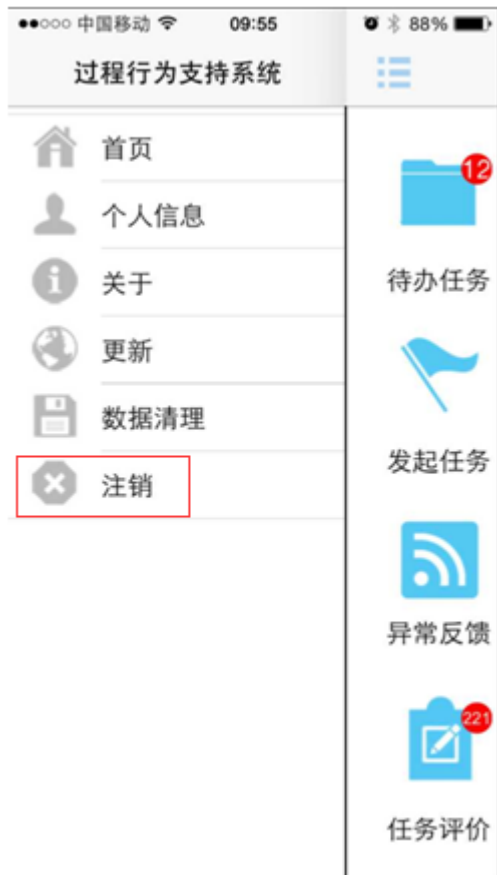 中国移动 09:55 88%
过程行为支持系统
首页
个人信息
关于
更新
数据清理
注销
12
待办任务
发起任务
异常反馈
221
任务评价